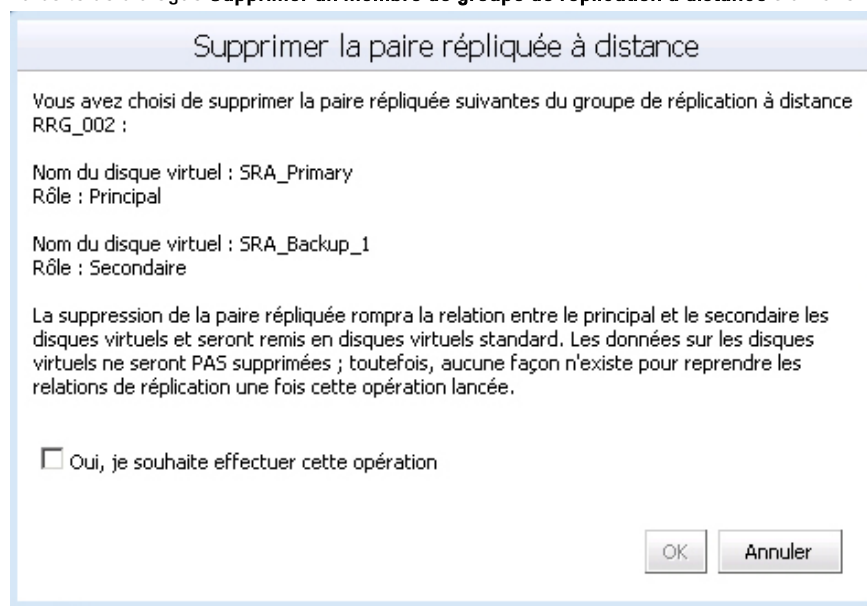 Supprimer la paire répliquée à distance
Vous avez choisi de supprimer la paire répliquée suivantes du groupe de réplication à distance
RRG_002 :
Nom du disque virtuel : SRA_Primary
Rôle : Principal
Nom du disque virtuel : SRA_Backup_1
Rôle : Secondaire
La suppression de la paire répliquée rompra la relation entre le principal et le secondaire les
disques virtuels et seront remis en disques virtuels standard. Les données sur les disques
virtuels ne seront PAS supprimées ; toutefois, aucune façon n'existe pour reprendre les
relations de réplication une fois cette opération lancée.
Oui, je souhaite effectuer cette opération
OK Annuler